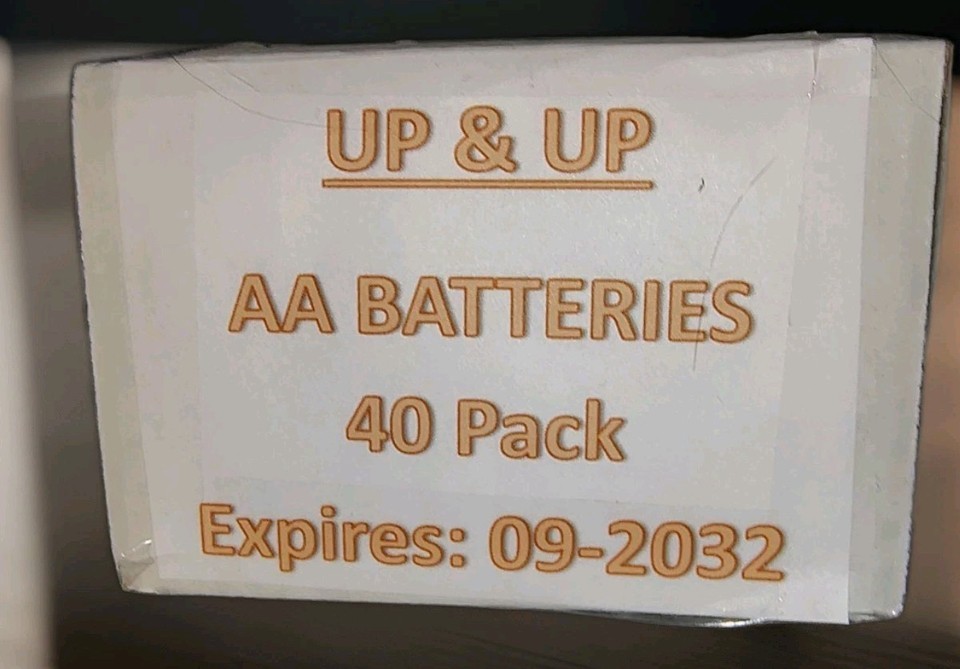 UP & UP
AA BATTERIES
40 Pack
Expires: 09-2032